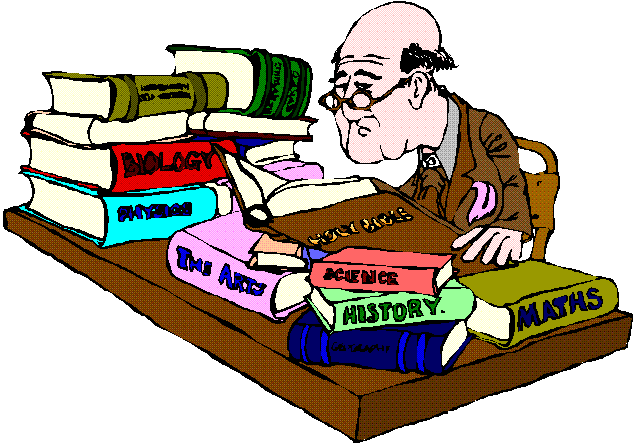 BIOLOGY
PHYSICS
HOLY BIBLE
THE ARTS
SCIENCE
HISTORY.
MATHS